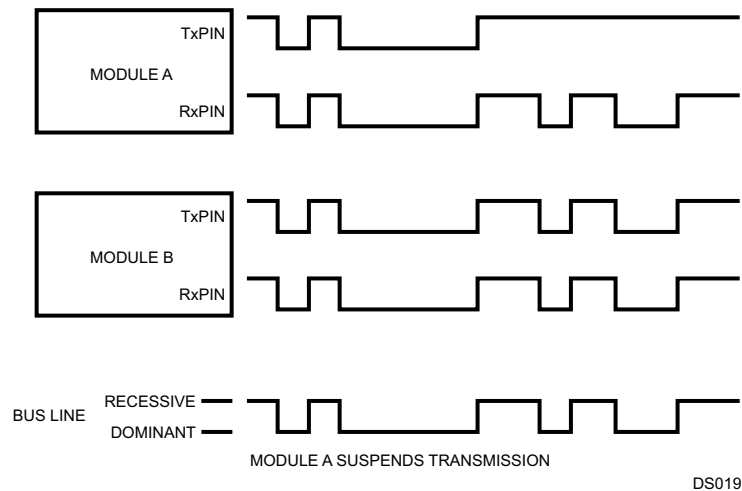 TxPIN
MODULE A
RxPIN
TxPIN
MODULE B
RxPIN
RECESSIVE
BUS LINE
DOMINANT
MODULE A SUSPENDS TRANSMISSION
DS019